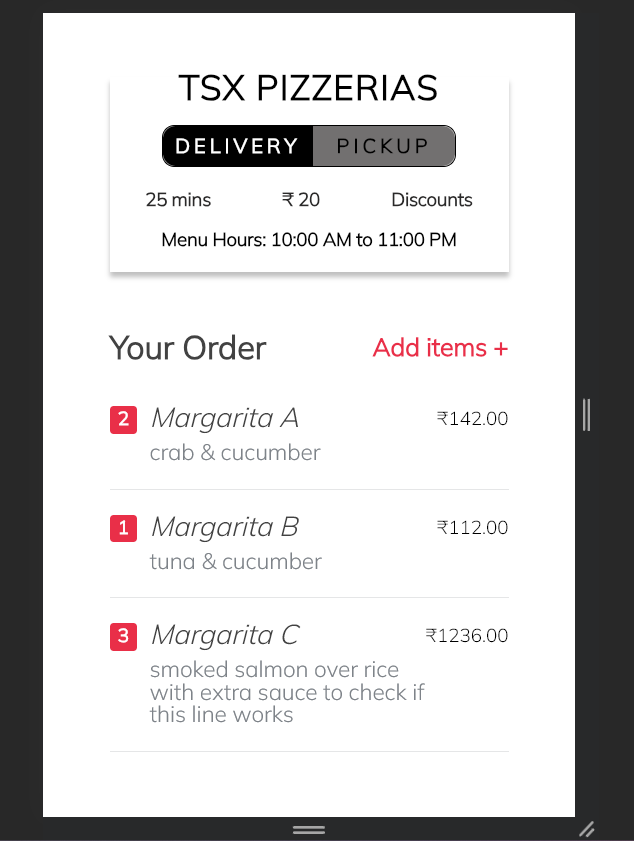 TSX PIZZERIAS
DELIVERY PICKUP
25 mins ₹ 20 Discounts
Menu Hours: 10:00 AM to 11:00 PM
Your Order Add items +
2 Margarita A ₹142.00
crab & cucumber
1 Margarita B ₹112.00
tuna & cucumber
3 Margarita C ₹1236.00
smoked salmon over rice
with extra sauce to check if
this line works